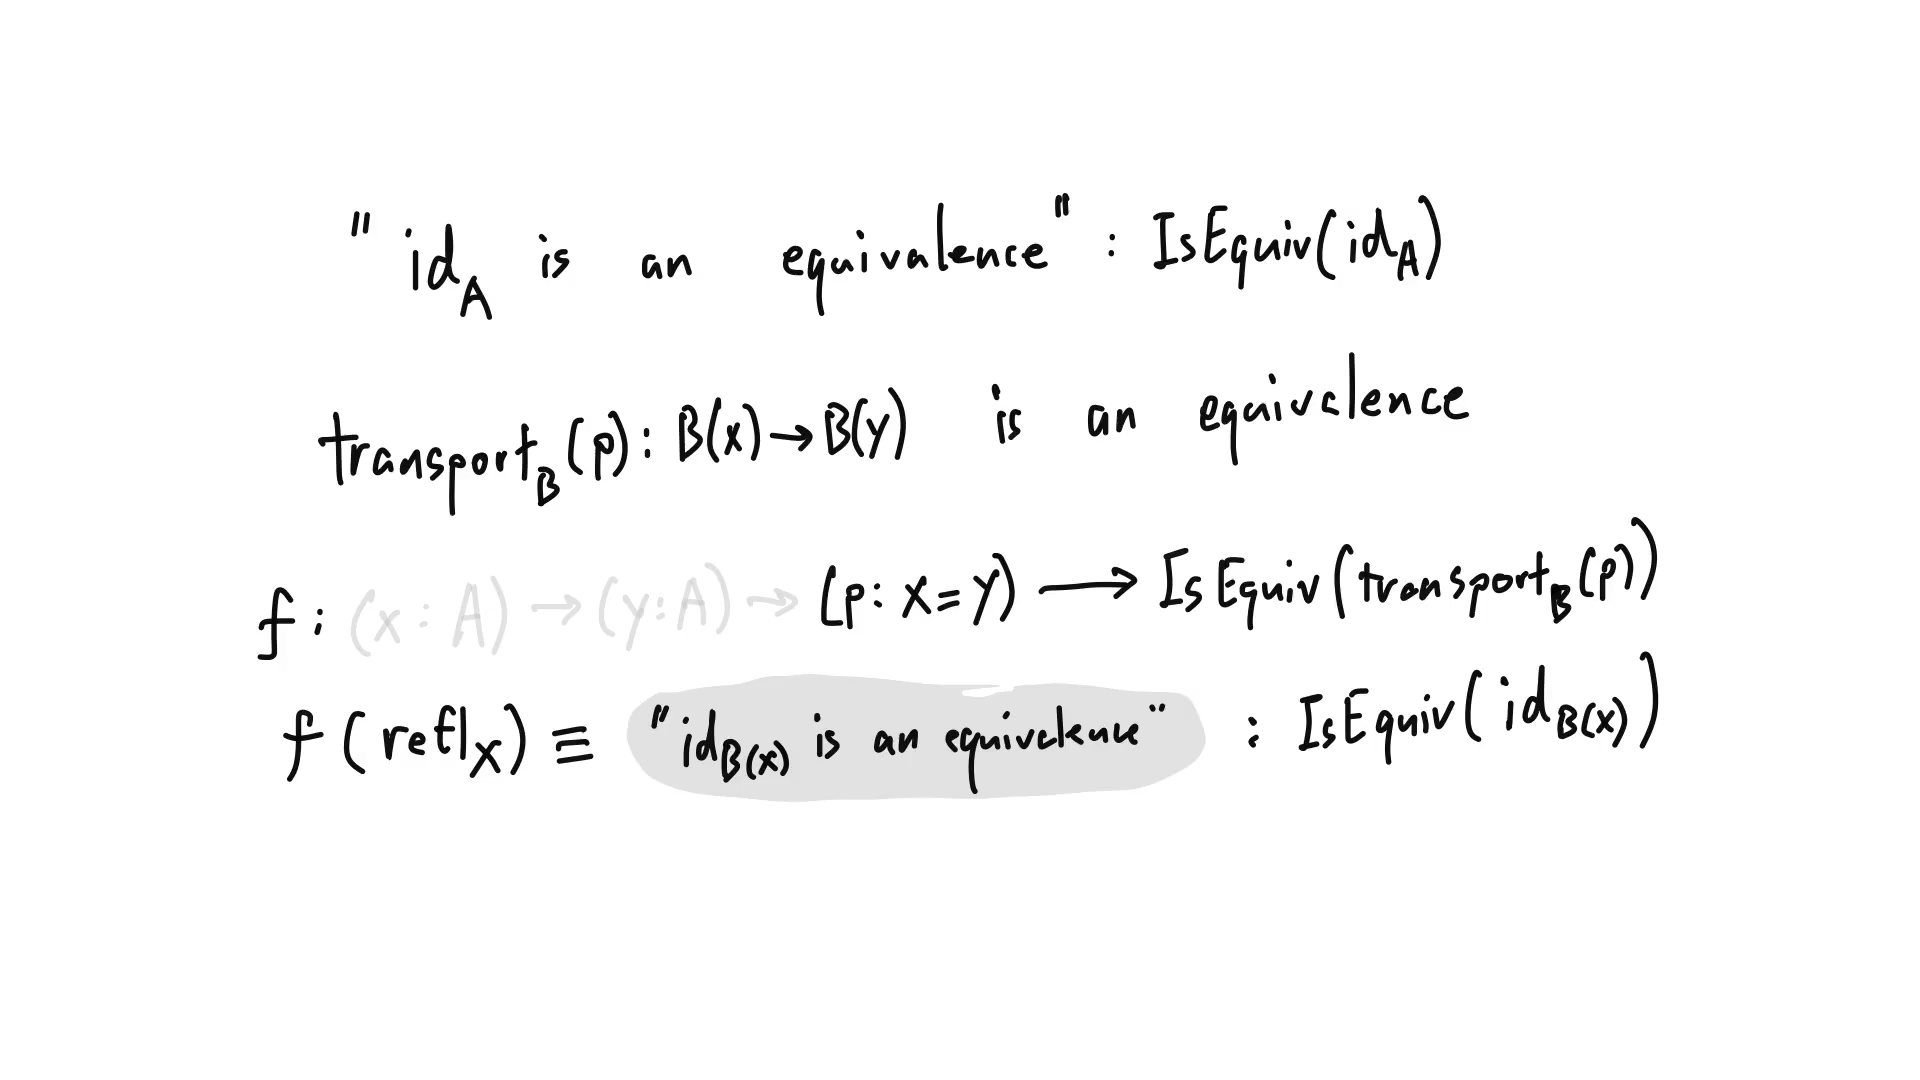 "id_A is an equivalence" : IsEquiv(id_A)
transport_B(p) : B(x) → B(y) is an equivalence
f : (x : A) → (y : A) → (p : x = y) → IsEquiv(transport_B(p))
f(refl_x) ≡ "id_B(x) is an equivalence" : IsEquiv(id_B(x))